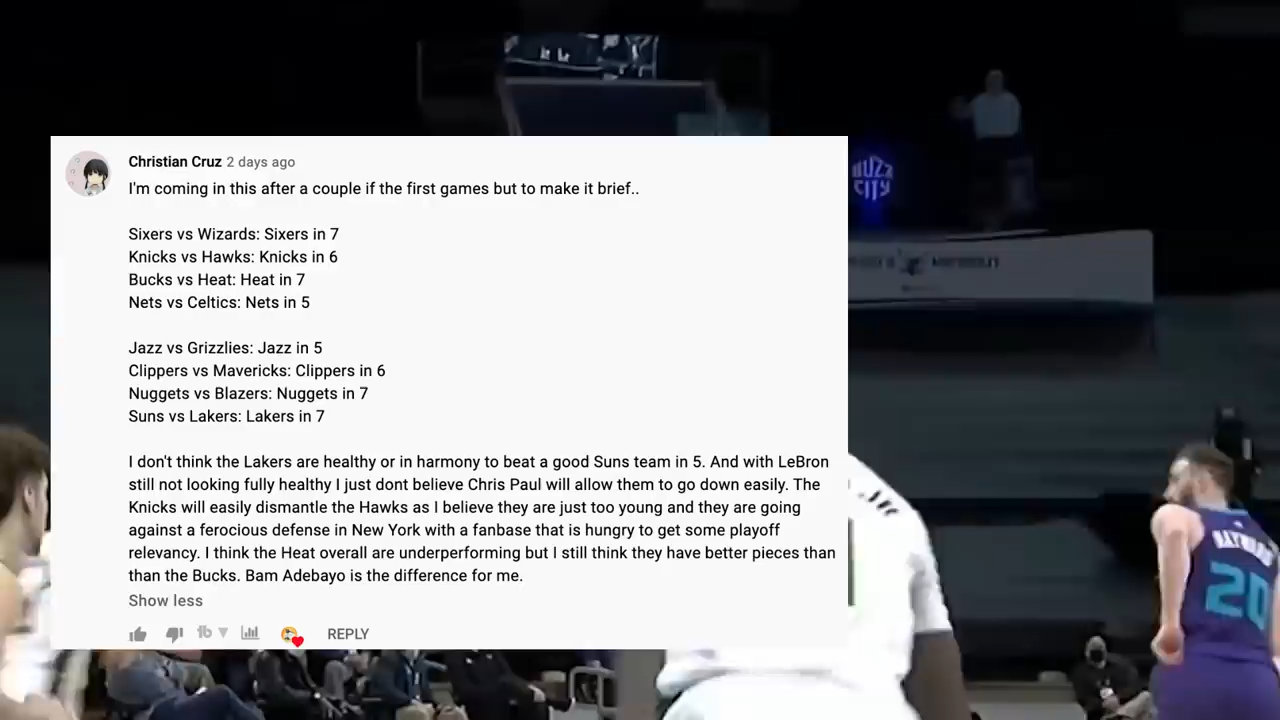 Christian Cruz 2 days ago
I'm coming in this after a couple if the first games but to make it brief..
Sixers vs Wizards: Sixers in 7
Knicks vs Hawks: Knicks in 6
Bucks vs Heat: Heat in 7
Nets vs Celtics: Nets in 5
Jazz vs Grizzlies: Jazz in 5
Clippers vs Mavericks: Clippers in 6
Nuggets vs Blazers: Nuggets in 7
Suns vs Lakers: Lakers in 7
I don't think the Lakers are healthy or in harmony to beat a good Suns team in 5. And with LeBron
still not looking fully healthy I just dont believe Chris Paul will allow them to go down easily. The
Knicks will easily dismantle the Hawks as I believe they are just too young and they are going
against a ferocious defense in New York with a fanbase that is hungry to get some playoff
relevancy. I think the Heat overall are underperforming but I still think they have better pieces than
than the Bucks. Bam Adebayo is the difference for me.
Show less
REPLY
BUZZ
CITY
HAYWARD
20